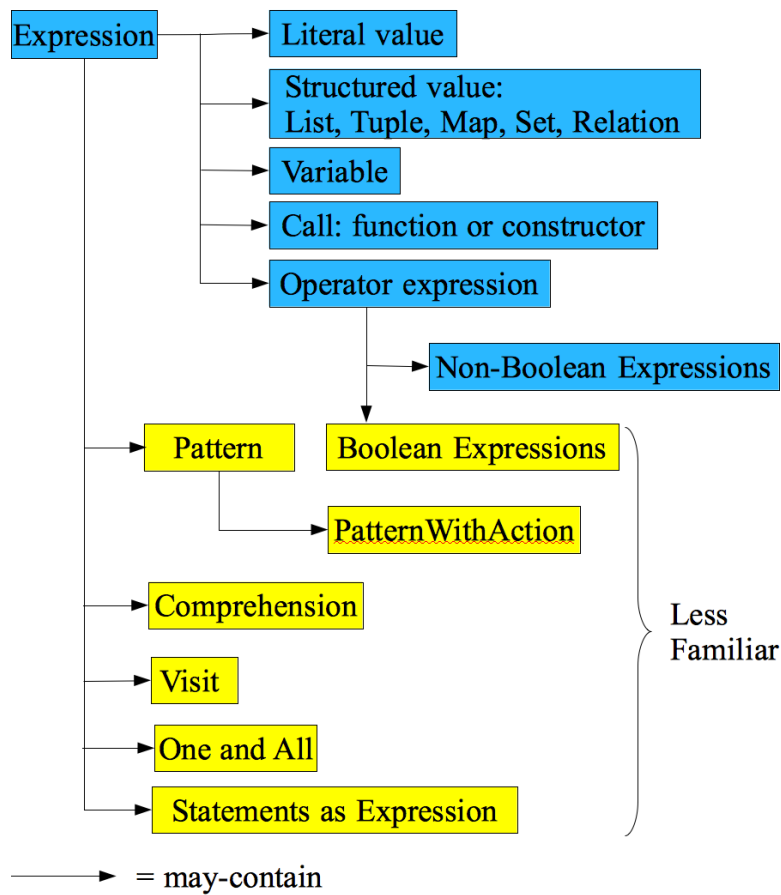 Expression
Literal value
Structured value:
List, Tuple, Map, Set, Relation
Variable
Call: function or constructor
Operator expression
Non-Boolean Expressions
Pattern
Boolean Expressions
PatternWithAction
Comprehension
Less
Familiar
Visit
One and All
Statements as Expression
= may-contain